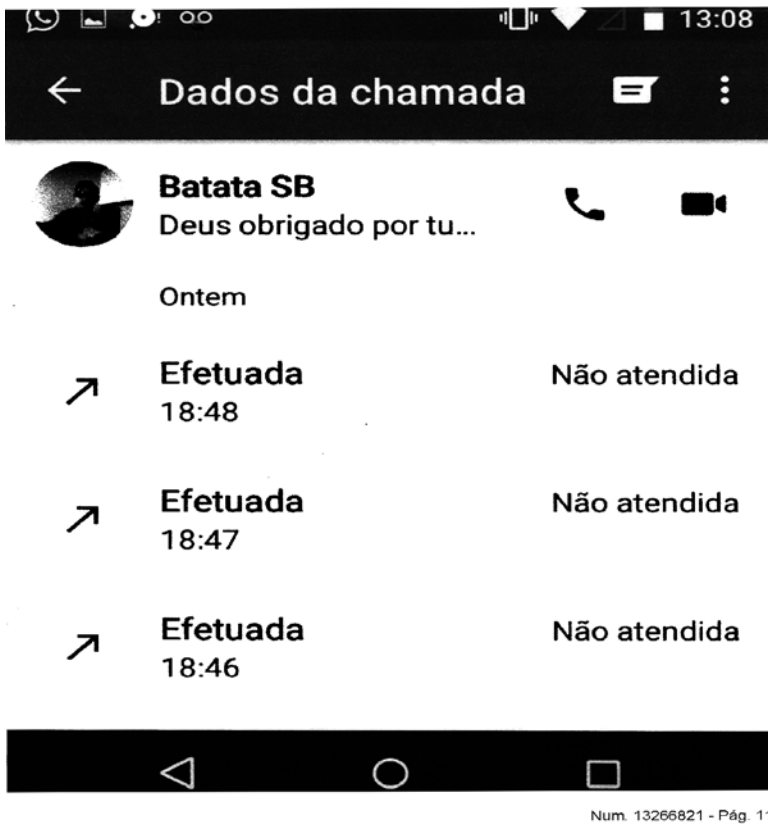 13:08
Dados da chamada
Batata SB
Deus obrigado por tu...
Ontem
Efetuada
Não atendida
18:48
Efetuada
Não atendida
18:47
Efetuada
Não atendida
18:46
Num. 13266821 - Pág. 11